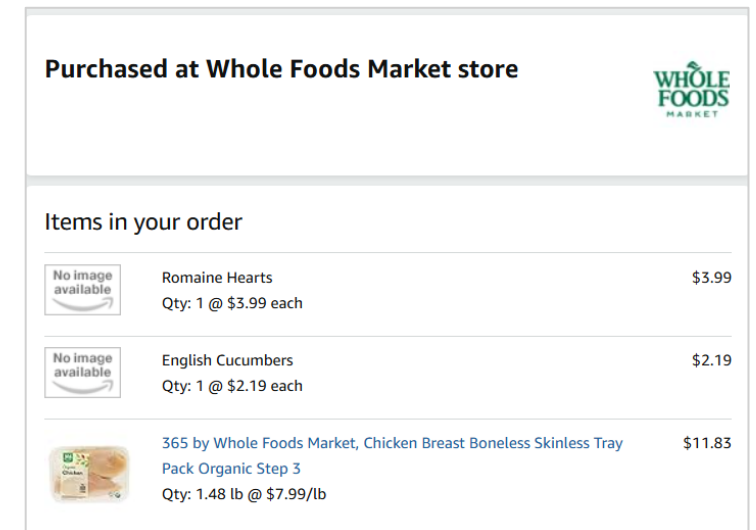 Purchased at Whole Foods Market store
WHOLE
FOODS
MARKET
Items in your order
No image
available
Romaine Hearts
$3.99
Qty: 1 @ $3.99 each
No image
available
English Cucumbers
$2.19
Qty: 1 @ $2.19 each
365 by Whole Foods Market, Chicken Breast Boneless Skinless Tray
$11.83
Pack Organic Step 3
Qty: 1.48 lb @ $7.99/lb
Organic
Chicken